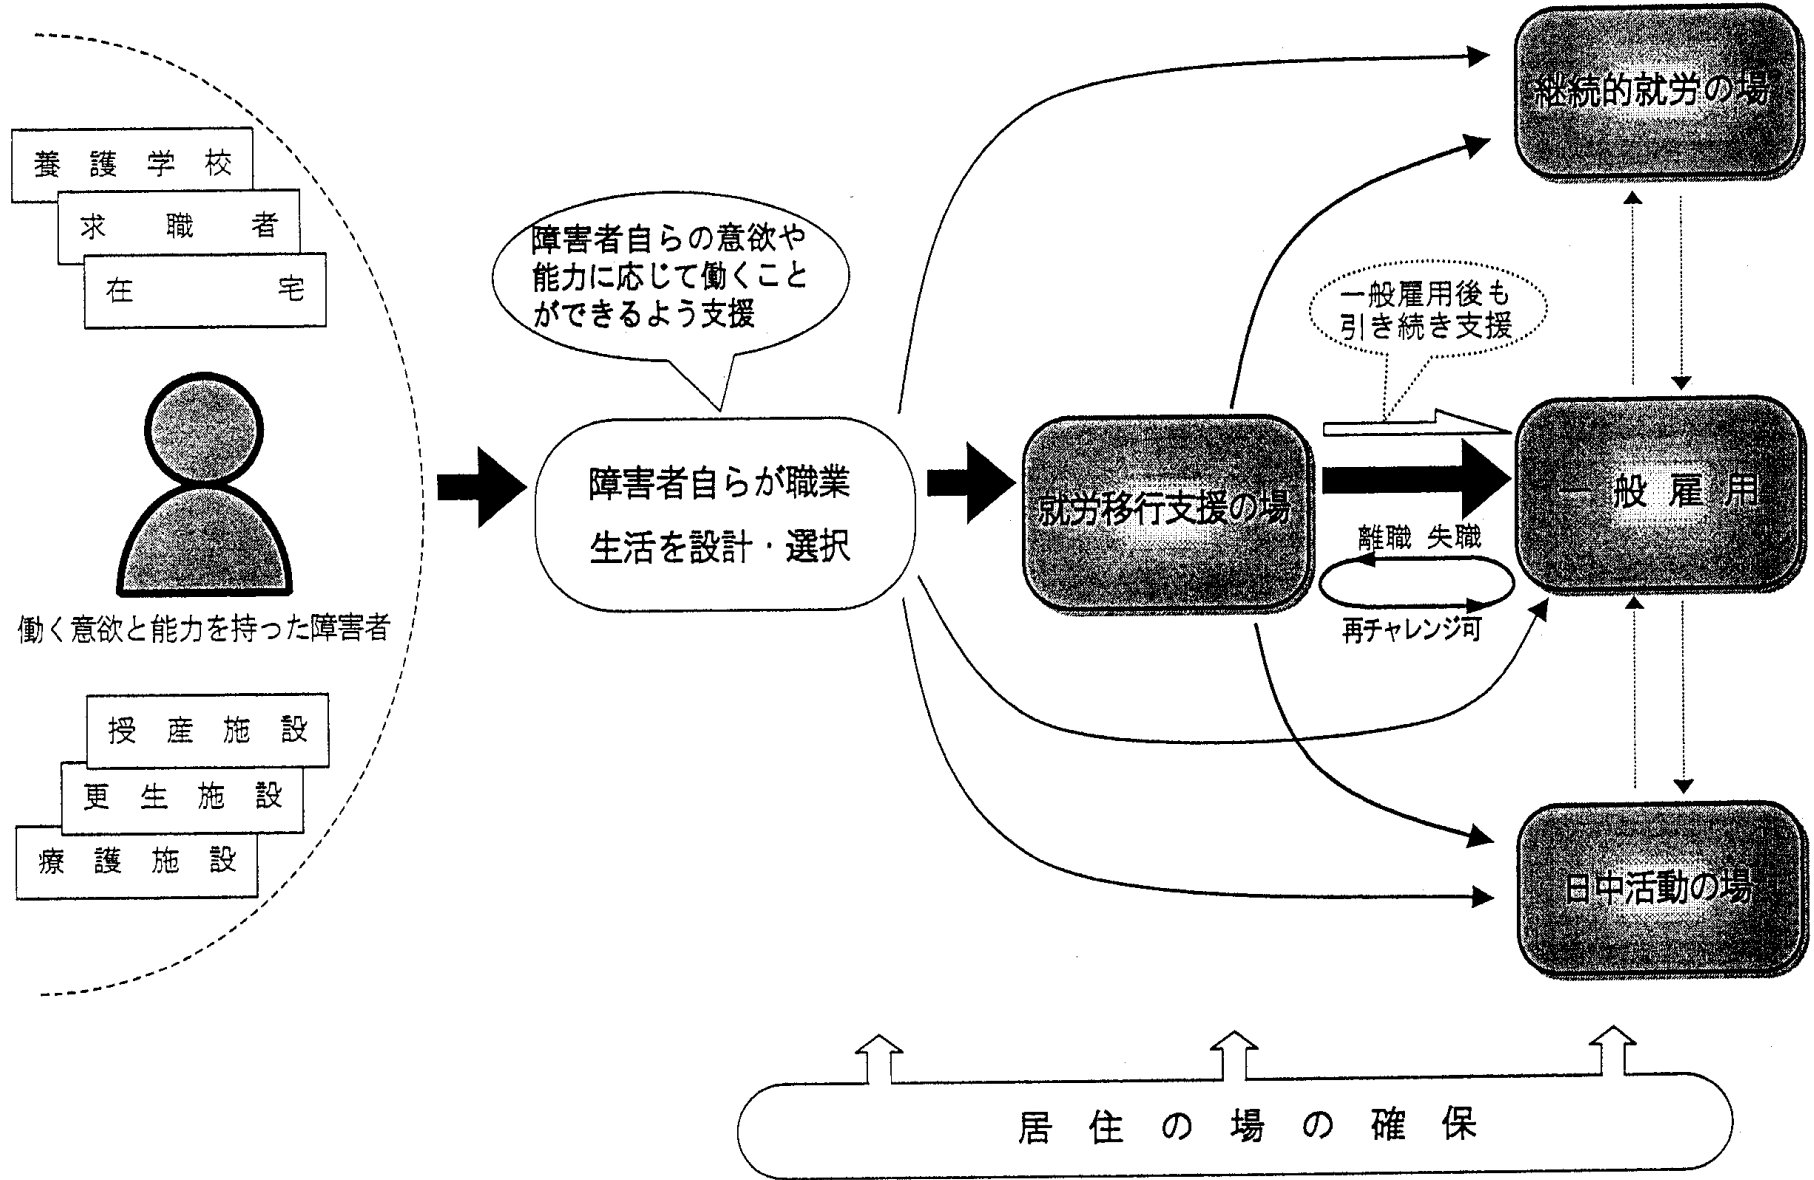 養護学校
求職者
在宅
働く意欲と能力を持った障害者
授産施設
更生施設
療護施設
障害者自らの意欲や
能力に応じて働くこと
ができるよう支援
障害者自らが職業
生活を設計・選択
就労移行支援の場
一般雇用後も
引き続き支援
離職 失職
再チャレンジ可
継続的就労の場
一般雇用
日中活動の場
居住の場の確保